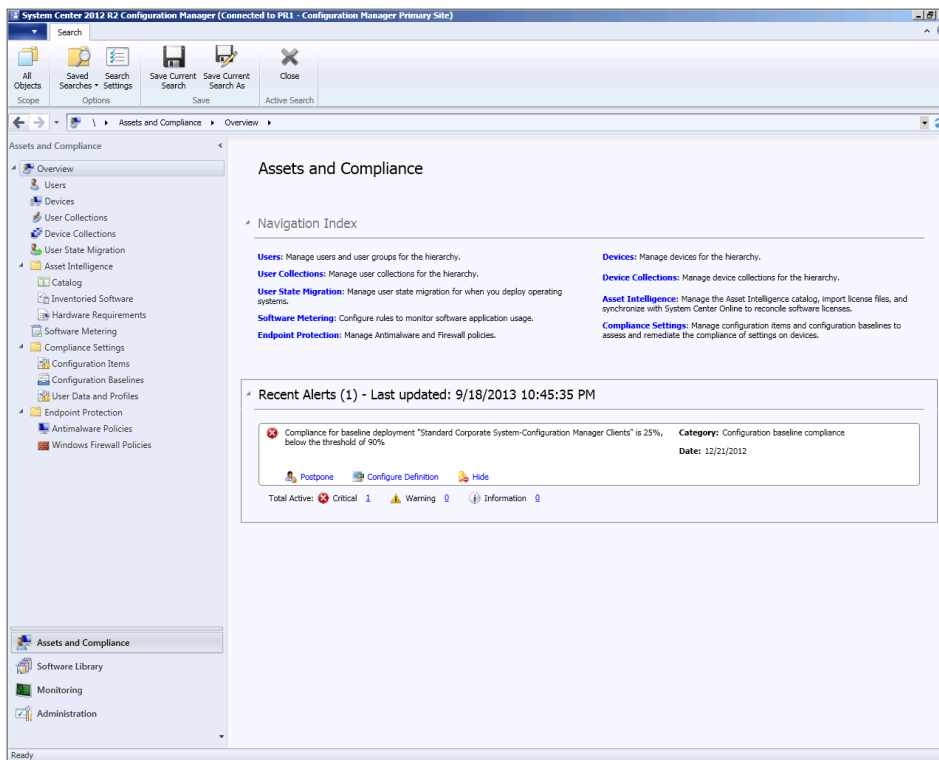 System Center 2012 R2 Configuration Manager (Connected to PR1 - Configuration Manager Primary Site)
Search
All Objects
Saved Searches
Search Settings
Save Current Search
Save Current Search As
Close
Scope
Options
Save
Active Search
\ Assets and Compliance Overview
Assets and Compliance
Overview
Users
Devices
User Collections
Device Collections
User State Migration
Asset Intelligence
Catalog
Inventoried Software
Hardware Requirements
Software Metering
Compliance Settings
Configuration Items
Configuration Baselines
User Data and Profiles
Endpoint Protection
Antimalware Policies
Windows Firewall Policies
Assets and Compliance
Software Library
Monitoring
Administration
Ready
Assets and Compliance
Navigation Index
Users: Manage users and user groups for the hierarchy.
User Collections: Manage user collections for the hierarchy.
User State Migration: Manage user state migration for when you deploy operating
systems.
Software Metering: Configure rules to monitor software application usage.
Endpoint Protection: Manage Antimalware and Firewall policies.
Devices: Manage devices for the hierarchy.
Device Collections: Manage device collections for the hierarchy.
Asset Intelligence: Manage the Asset Intelligence catalog, import license files, and
synchronize with System Center Online to reconcile software licenses.
Compliance Settings: Manage configuration items and configuration baselines to
assess and remediate the compliance of settings on devices.
Recent Alerts (1) - Last updated: 9/18/2013 10:45:35 PM
Compliance for baseline deployment "Standard Corporate System-Configuration Manager Clients" is 25%,
below the threshold of 90%
Category: Configuration baseline compliance
Date: 12/21/2012
Postpone Configure Definition Hide
Total Active: Critical 1 Warning 0 Information 0